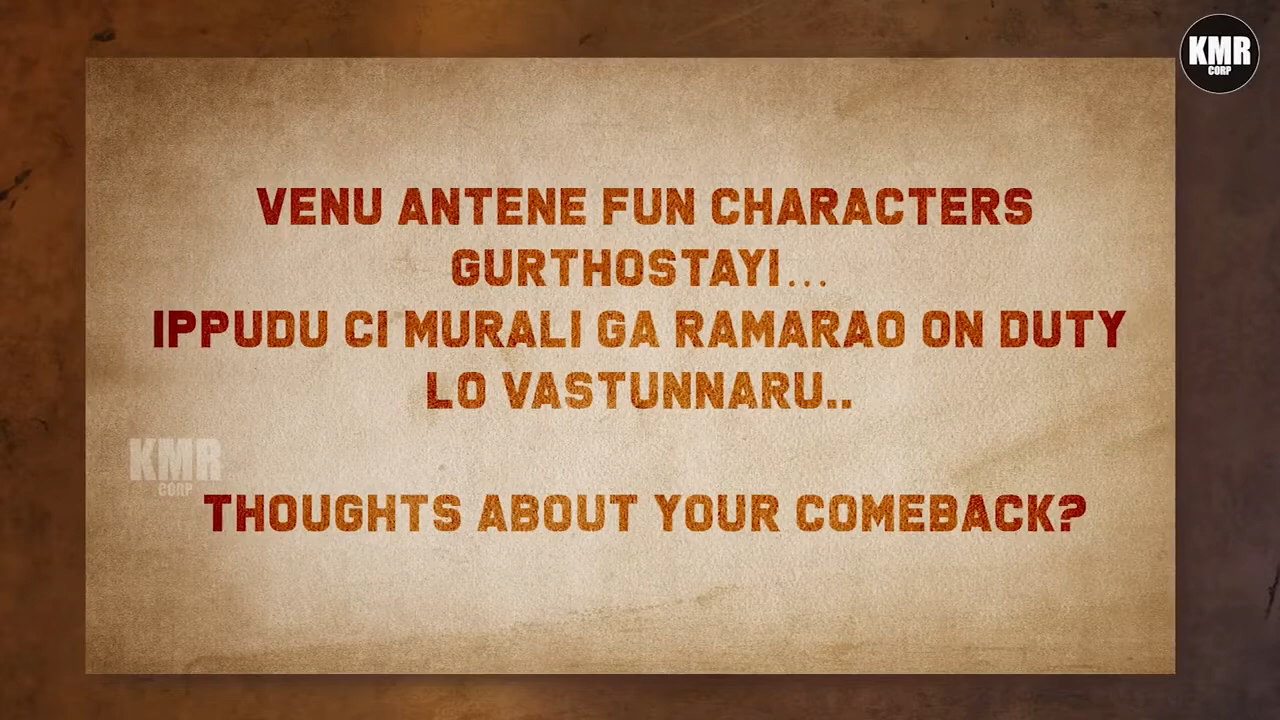 KMR
CORP
VENU ANTENE FUN CHARACTERS
GURTHOSTAYI...
IPPUDU CI MURALI GA RAMARAO ON DUTY
LO VASTUNNARU..
KMR
CORP
THOUGHTS ABOUT YOUR COMEBACK?